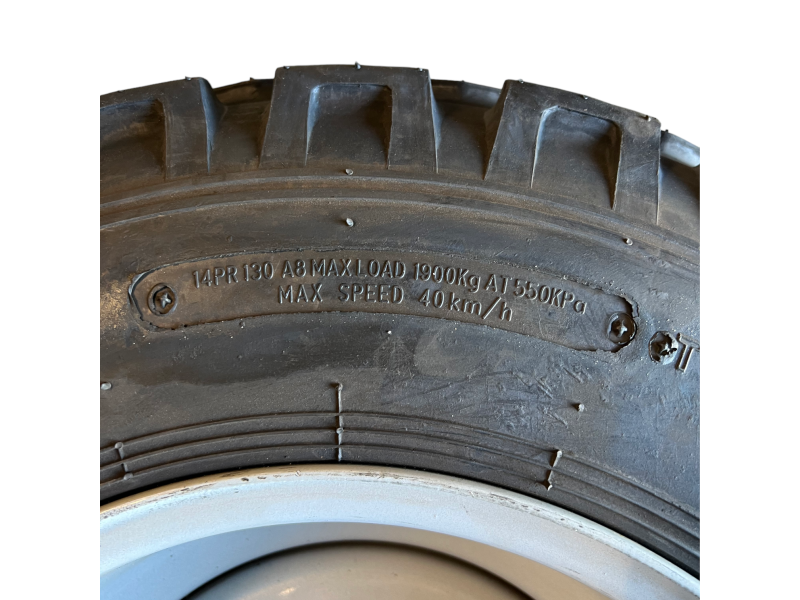 14PR 130 A8 MAX LOAD 1900Kg AT 550KPa
MAX SPEED 40km/h